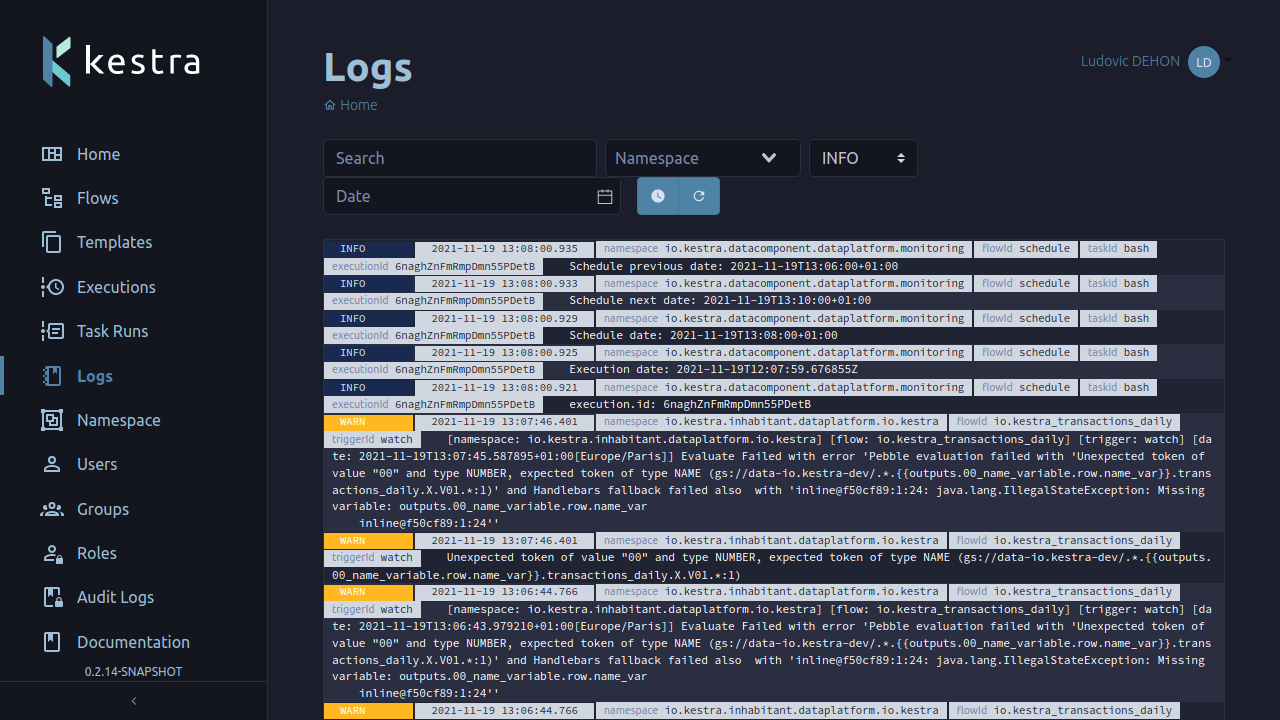 kestra
Home
Flows
Templates
Executions
Task Runs
Logs
Namespace
Users
Groups
Roles
Audit Logs
Documentation
0.2.14-SNAPSHOT
Logs
Home
Ludovic DEHON LD
Search Namespace INFO
Date
INFO 2021-11-19 13:08:00.935 namespace io.kestra.datacomponent.dataplatform.monitoring flowId schedule taskId bash
executionId 6naghZnFmRmpDmn55PDetB Schedule previous date: 2021-11-19T13:06:00+01:00
INFO 2021-11-19 13:08:00.933 namespace io.kestra.datacomponent.dataplatform.monitoring flowId schedule taskId bash
executionId 6naghZnFmRmpDmn55PDetB Schedule next date: 2021-11-19T13:10:00+01:00
INFO 2021-11-19 13:08:00.929 namespace io.kestra.datacomponent.dataplatform.monitoring flowId schedule taskId bash
executionId 6naghZnFmRmpDmn55PDetB Schedule date: 2021-11-19T13:08:00+01:00
INFO 2021-11-19 13:08:00.925 namespace io.kestra.datacomponent.dataplatform.monitoring flowId schedule taskId bash
executionId 6naghZnFmRmpDmn55PDetB Execution date: 2021-11-19T12:07:59.676855Z
INFO 2021-11-19 13:08:00.921 namespace io.kestra.datacomponent.dataplatform.monitoring flowId schedule taskId bash
executionId 6naghZnFmRmpDmn55PDetB execution.id: 6naghZnFmRmpDmn55PDetB
WARN 2021-11-19 13:07:46.401 namespace io.kestra.inhabitant.dataplatform.io.kestra flowId io.kestra_transactions_daily
triggerId watch [namespace: io.kestra.inhabitant.dataplatform.io.kestra] [flow: io.kestra_transactions_daily] [trigger: watch] [da
te: 2021-11-19T13:07:45.587895+01:00[Europe/Paris]] Evaluate Failed with error 'Pebble evaluation failed with 'Unexpected token of
value "00" and type NUMBER, expected token of type NAME (gs://data-io.kestra-dev/.*.{{outputs.00_name_variable.row.name_var}}.trans
actions_daily.X.V01.*:1)' and Handlebars fallback failed also  with 'inline@f50cf89:1:24: java.lang.IllegalStateException: Missing
variable: outputs.00_name_variable.row.name_var
inline@f50cf89:1:24''
WARN 2021-11-19 13:07:46.401 namespace io.kestra.inhabitant.dataplatform.io.kestra flowId io.kestra_transactions_daily
triggerId watch Unexpected token of value "00" and type NUMBER, expected token of type NAME (gs://data-io.kestra-dev/.*.{{outputs.
00_name_variable.row.name_var}}.transactions_daily.X.V01.*:1)
WARN 2021-11-19 13:06:44.766 namespace io.kestra.inhabitant.dataplatform.io.kestra flowId io.kestra_transactions_daily
triggerId watch [namespace: io.kestra.inhabitant.dataplatform.io.kestra] [flow: io.kestra_transactions_daily] [trigger: watch] [da
te: 2021-11-19T13:06:43.979210+01:00[Europe/Paris]] Evaluate Failed with error 'Pebble evaluation failed with 'Unexpected token of
value "00" and type NUMBER, expected token of type NAME (gs://data-io.kestra-dev/.*.{{outputs.00_name_variable.row.name_var}}.trans
actions_daily.X.V01.*:1)' and Handlebars fallback failed also  with 'inline@f50cf89:1:24: java.lang.IllegalStateException: Missing
variable: outputs.00_name_variable.row.name_var
inline@f50cf89:1:24''
WARN 2021-11-19 13:06:44.766 namespace io.kestra.inhabitant.dataplatform.io.kestra flowId io.kestra_transactions_daily